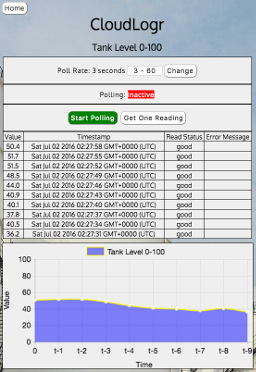 Home
CloudLogr
Tank Level 0-100
Poll Rate: 3 seconds 3 - 60 Change
Polling: inactive
Start Polling Get One Reading
Value Timestamp Read Status Error Message
50.4 Sat Jul 02 2016 02:27:58 GMT+0000 (UTC) good
51.7 Sat Jul 02 2016 02:27:55 GMT+0000 (UTC) good
51.5 Sat Jul 02 2016 02:27:52 GMT+0000 (UTC) good
48.5 Sat Jul 02 2016 02:27:49 GMT+0000 (UTC) good
44.0 Sat Jul 02 2016 02:27:46 GMT+0000 (UTC) good
40.9 Sat Jul 02 2016 02:27:43 GMT+0000 (UTC) good
40.1 Sat Jul 02 2016 02:27:40 GMT+0000 (UTC) good
37.8 Sat Jul 02 2016 02:27:37 GMT+0000 (UTC) good
40.5 Sat Jul 02 2016 02:27:34 GMT+0000 (UTC) good
36.2 Sat Jul 02 2016 02:27:31 GMT+0000 (UTC) good
Tank Level 0-100
100
80
60
40
20
0
Value
0 t-1 t-2 t-3 t-4 t-5 t-6 t-7 t-8 t-9
Time